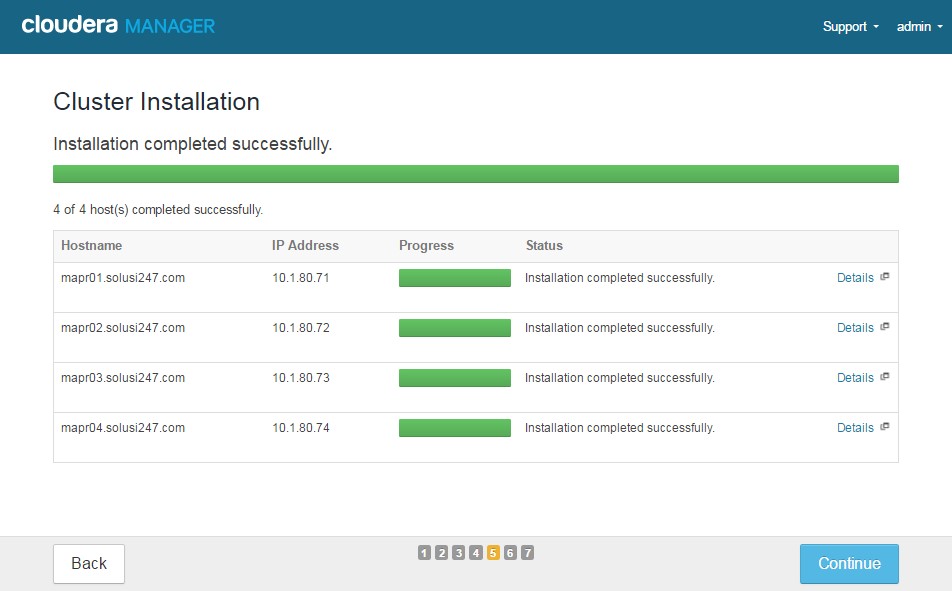 cloudera MANAGER
Support admin
Cluster Installation
Installation completed successfully.
4 of 4 host(s) completed successfully.
Hostname IP Address Progress Status
mapr01.solusi247.com 10.1.80.71 Installation completed successfully. Details
mapr02.solusi247.com 10.1.80.72 Installation completed successfully. Details
mapr03.solusi247.com 10.1.80.73 Installation completed successfully. Details
mapr04.solusi247.com 10.1.80.74 Installation completed successfully. Details
Back 1 2 3 4 5 6 7 Continue